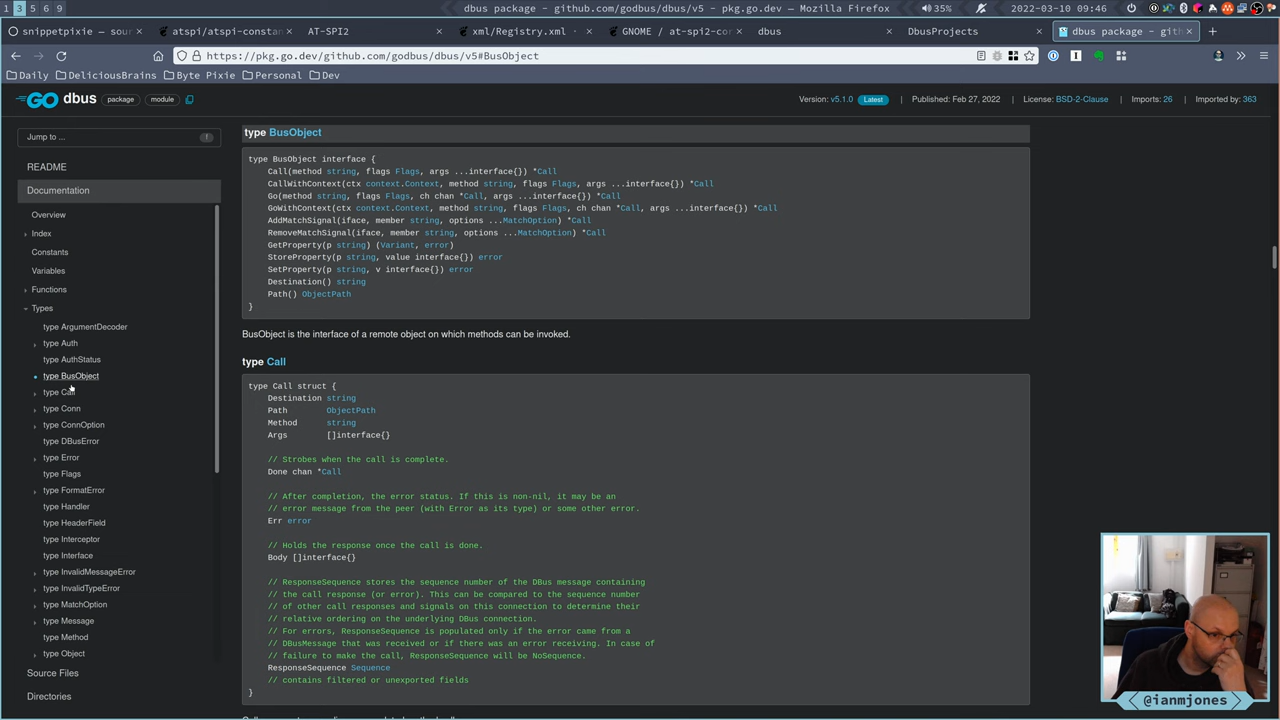 1 3 5 6 9
dbus package - github.com/godbus/dbus/v5 - pkg.go.dev — Mozilla Firefox
35%
2022-03-10 09:46
snippetpixie — sour
atspi/atspi-constan
AT-SPI2
xml/Registry.xml ·
GNOME / at-spi2-co
dbus
DbusProjects
dbus package - gith
https://pkg.go.dev/github.com/godbus/dbus/v5#BusObject
Daily DeliciousBrains Byte Pixie Personal Dev
GO dbus package module
Version: v5.1.0 Latest | Published: Feb 27, 2022 | License: BSD-2-Clause | Imports: 26 | Imported by: 363
Jump to ... f
README
Documentation
Overview
Index
Constants
Variables
Functions
Types
type ArgumentDecoder
type Auth
type AuthStatus
type BusObject
type Call
type Conn
type ConnOption
type DBusError
type Error
type Flags
type FormatError
type Handler
type HeaderField
type Interceptor
type Interface
type InvalidMessageError
type InvalidTypeError
type MatchOption
type Message
type Method
type Object
Source Files
Directories
type BusObject
type BusObject interface {
Call(method string, flags Flags, args ...interface{}) *Call
CallWithContext(ctx context.Context, method string, flags Flags, args ...interface{}) *Call
Go(method string, flags Flags, ch chan *Call, args ...interface{}) *Call
GoWithContext(ctx context.Context, method string, flags Flags, ch chan *Call, args ...interface{}) *Call
AddMatchSignal(iface, member string, options ...MatchOption) *Call
RemoveMatchSignal(iface, member string, options ...MatchOption) *Call
GetProperty(p string) (Variant, error)
StoreProperty(p string, value interface{}) error
SetProperty(p string, v interface{}) error
Destination() string
Path() ObjectPath
}
BusObject is the interface of a remote object on which methods can be invoked.
type Call
type Call struct {
Destination string
Path ObjectPath
Method string
Args []interface{}
// Strobes when the call is complete.
Done chan *Call
// After completion, the error status. If this is non-nil, it may be an
// error message from the peer (with Error as its type) or some other error.
Err error
// Holds the response once the call is done.
Body []interface{}
// ResponseSequence stores the sequence number of the DBus message containing
// the call response (or error). This can be compared to the sequence number
// of other call responses and signals on this connection to determine their
// relative ordering on the underlying DBus connection.
// For errors, ResponseSequence is populated only if the error came from a
// DBusMessage that was received or if there was an error receiving. In case of
// failure to make the call, ResponseSequence will be NoSequence.
ResponseSequence Sequence
// contains filtered or unexported fields
}
@ianmjones